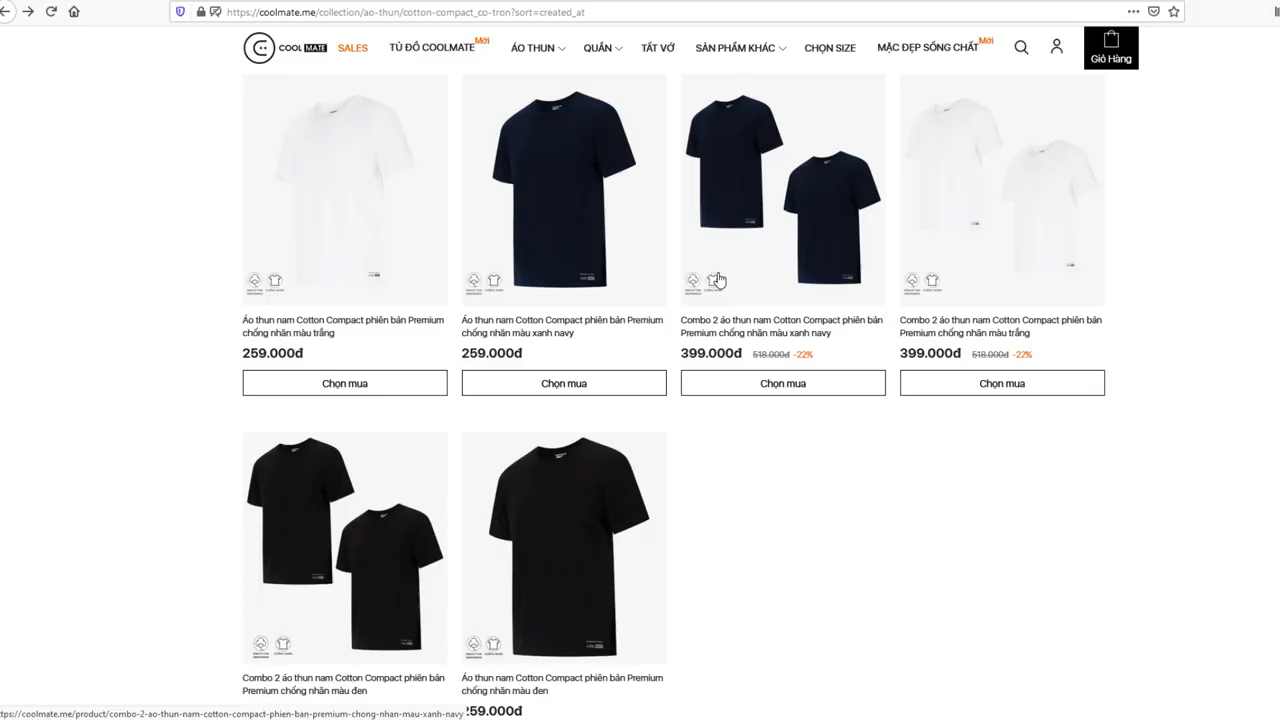 https://coolmate.me/collection/ao-thun/cotton-compact_co-tron?sort=created_at
COOL MATE
SALES
TỦ ĐỒ COOLMATE Mới
ÁO THUN
QUẦN
TẤT VỚ
SẢN PHẨM KHÁC
CHỌN SIZE
MẶC ĐẸP SỐNG CHẤT Mới
Giỏ Hàng
Áo thun nam Cotton Compact phiên bản Premium
chống nhăn màu trắng
259.000đ
Chọn mua
Áo thun nam Cotton Compact phiên bản Premium
chống nhăn màu xanh navy
259.000đ
Chọn mua
Combo 2 áo thun nam Cotton Compact phiên bản
Premium chống nhăn màu xanh navy
399.000đ 518.000đ -22%
Chọn mua
Combo 2 áo thun nam Cotton Compact phiên bản
Premium chống nhăn màu trắng
399.000đ 518.000đ -22%
Chọn mua
Combo 2 áo thun nam Cotton Compact phiên bản
Premium chống nhăn màu đen
Áo thun nam Cotton Compact phiên bản Premium
chống nhăn màu đen
259.000đ
ttps://coolmate.me/product/combo-2-ao-thun-nam-cotton-compact-phien-ban-premium-chong-nhan-mau-xanh-navy